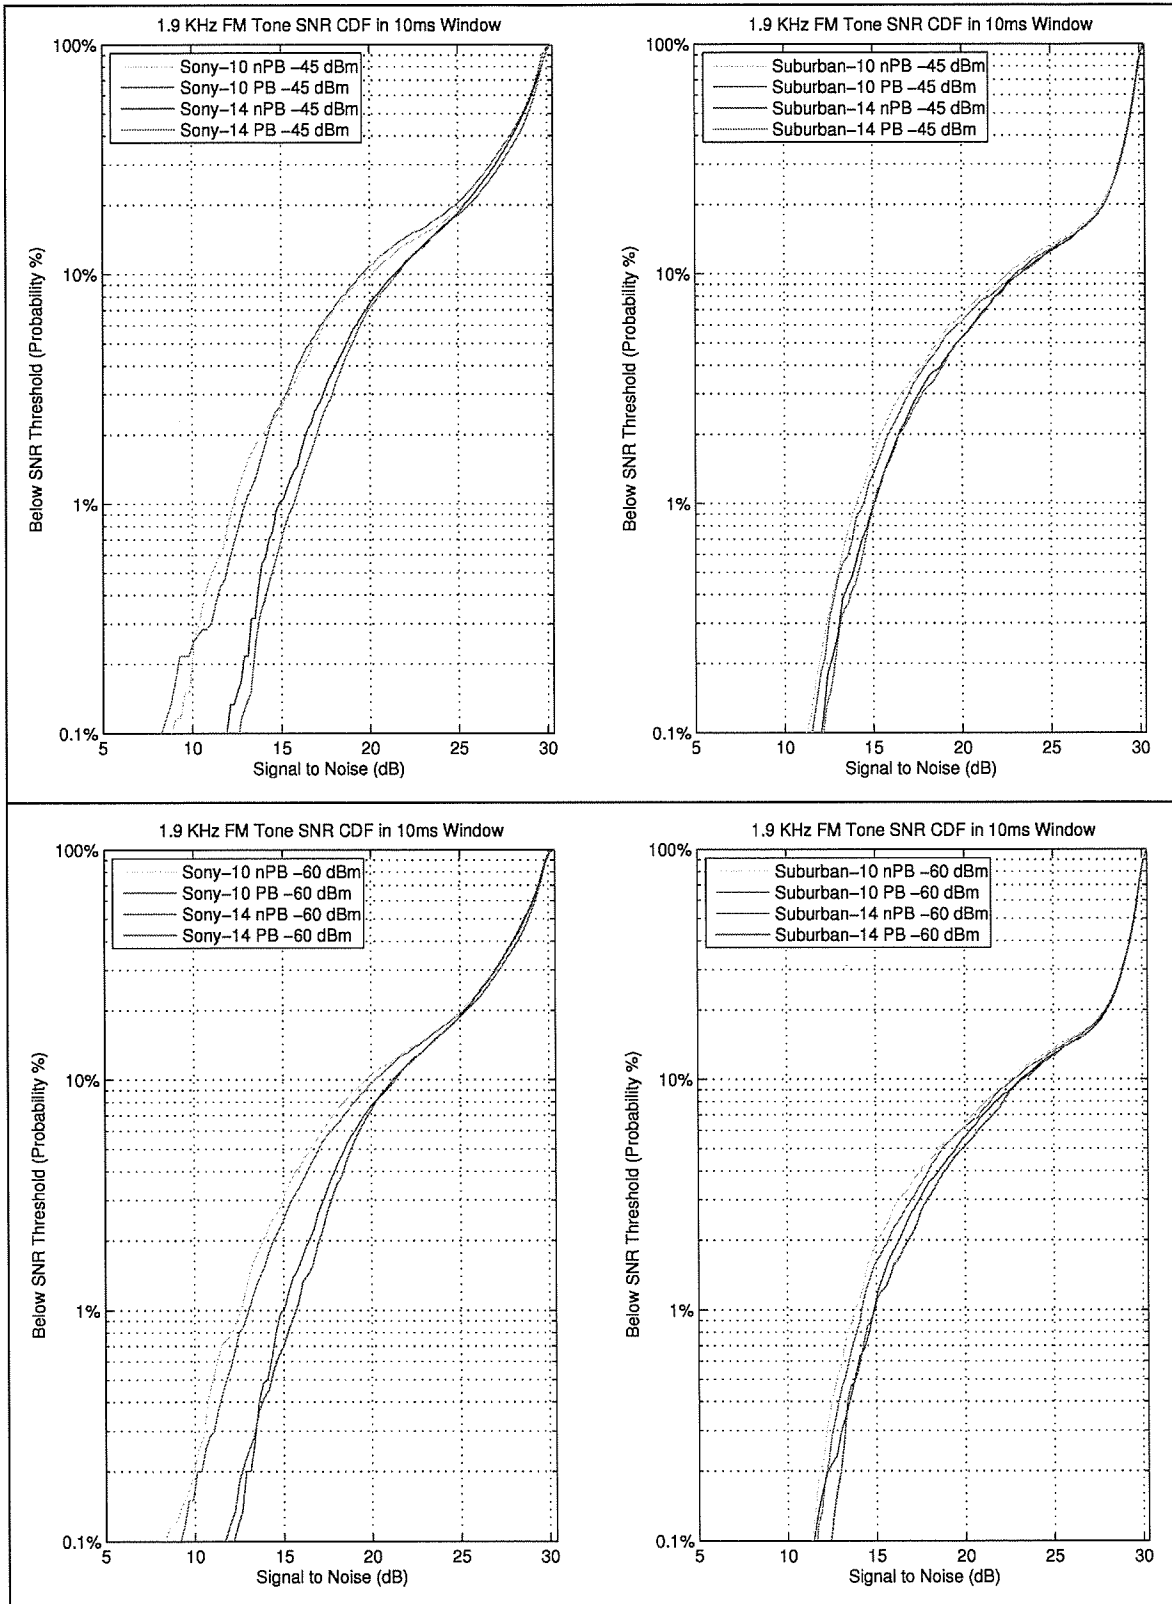 1.9 KHz FM Tone SNR CDF in 10ms Window
100%
Sony−10 nPB −45 dBm
Sony−10 PB −45 dBm
Sony−14 nPB −45 dBm
Sony−14 PB −45 dBm
10%
1%
0.1%
Below SNR Threshold (Probability %)
5 10 15 20 25 30
Signal to Noise (dB)
1.9 KHz FM Tone SNR CDF in 10ms Window
100%
Suburban−10 nPB −45 dBm
Suburban−10 PB −45 dBm
Suburban−14 nPB −45 dBm
Suburban−14 PB −45 dBm
10%
1%
0.1%
Below SNR Threshold (Probability %)
5 10 15 20 25 30
Signal to Noise (dB)
1.9 KHz FM Tone SNR CDF in 10ms Window
100%
Sony−10 nPB −60 dBm
Sony−10 PB −60 dBm
Sony−14 nPB −60 dBm
Sony−14 PB −60 dBm
10%
1%
0.1%
Below SNR Threshold (Probability %)
5 10 15 20 25 30
Signal to Noise (dB)
1.9 KHz FM Tone SNR CDF in 10ms Window
100%
Suburban−10 nPB −60 dBm
Suburban−10 PB −60 dBm
Suburban−14 nPB −60 dBm
Suburban−14 PB −60 dBm
10%
1%
0.1%
Below SNR Threshold (Probability %)
5 10 15 20 25 30
Signal to Noise (dB)